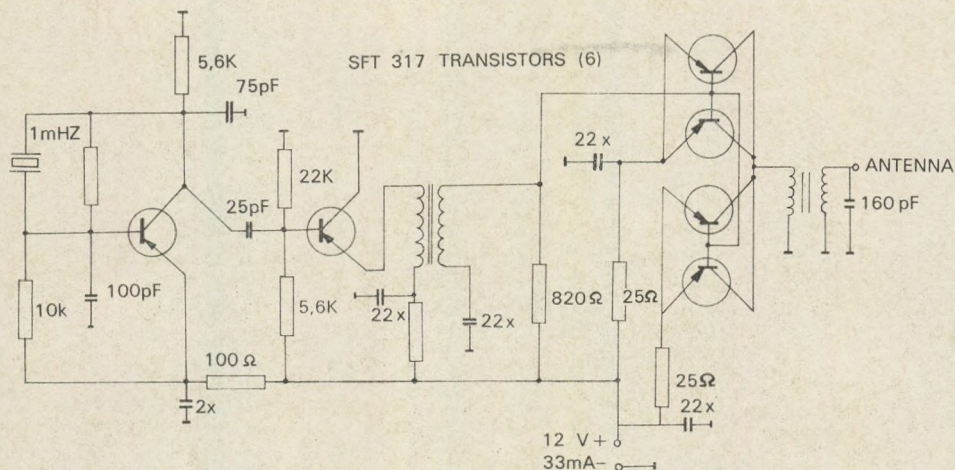 SFT 317 TRANSISTORS (6)
5,6K
75pF
1mHZ
22 x
22K
ANTENNA
25pF
160 pF
100pF
10k
5,6K
820 Ω
25Ω
22 x
22 x
100 Ω
25Ω
2x
22 x
12 V +
33mA-